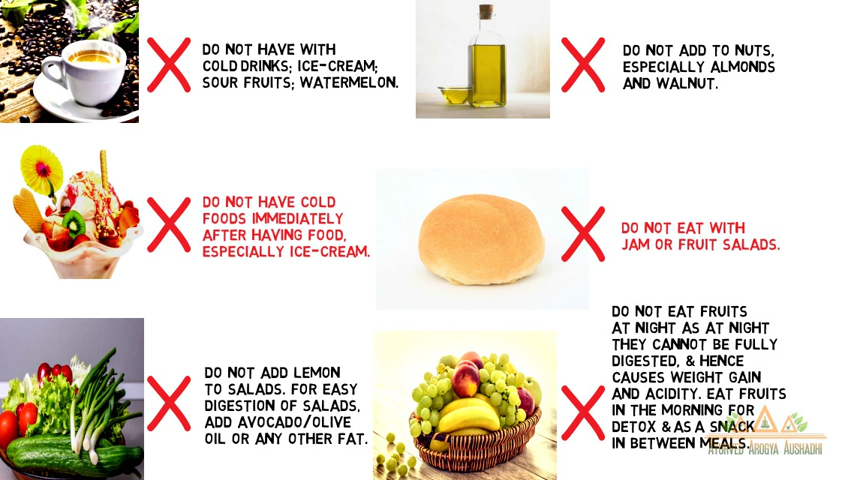 DO NOT HAVE WITH
COLD DRINKS; ICE-CREAM;
SOUR FRUITS; WATERMELON.
DO NOT ADD TO NUTS,
ESPECIALLY ALMONDS
AND WALNUT.
DO NOT HAVE COLD
FOODS IMMEDIATELY
AFTER HAVING FOOD,
ESPECIALLY ICE-CREAM.
DO NOT EAT WITH
JAM OR FRUIT SALADS.
DO NOT ADD LEMON
TO SALADS. FOR EASY
DIGESTION OF SALADS,
ADD AVOCADO/OLIVE
OIL OR ANY OTHER FAT.
DO NOT EAT FRUITS
AT NIGHT AS AT NIGHT
THEY CANNOT BE FULLY
DIGESTED, & HENCE
CAUSES WEIGHT GAIN
AND ACIDITY. EAT FRUITS
IN THE MORNING FOR
DETOX & AS A SNACK
IN BETWEEN MEALS.
AYURVED AROGYA AUSHADHI